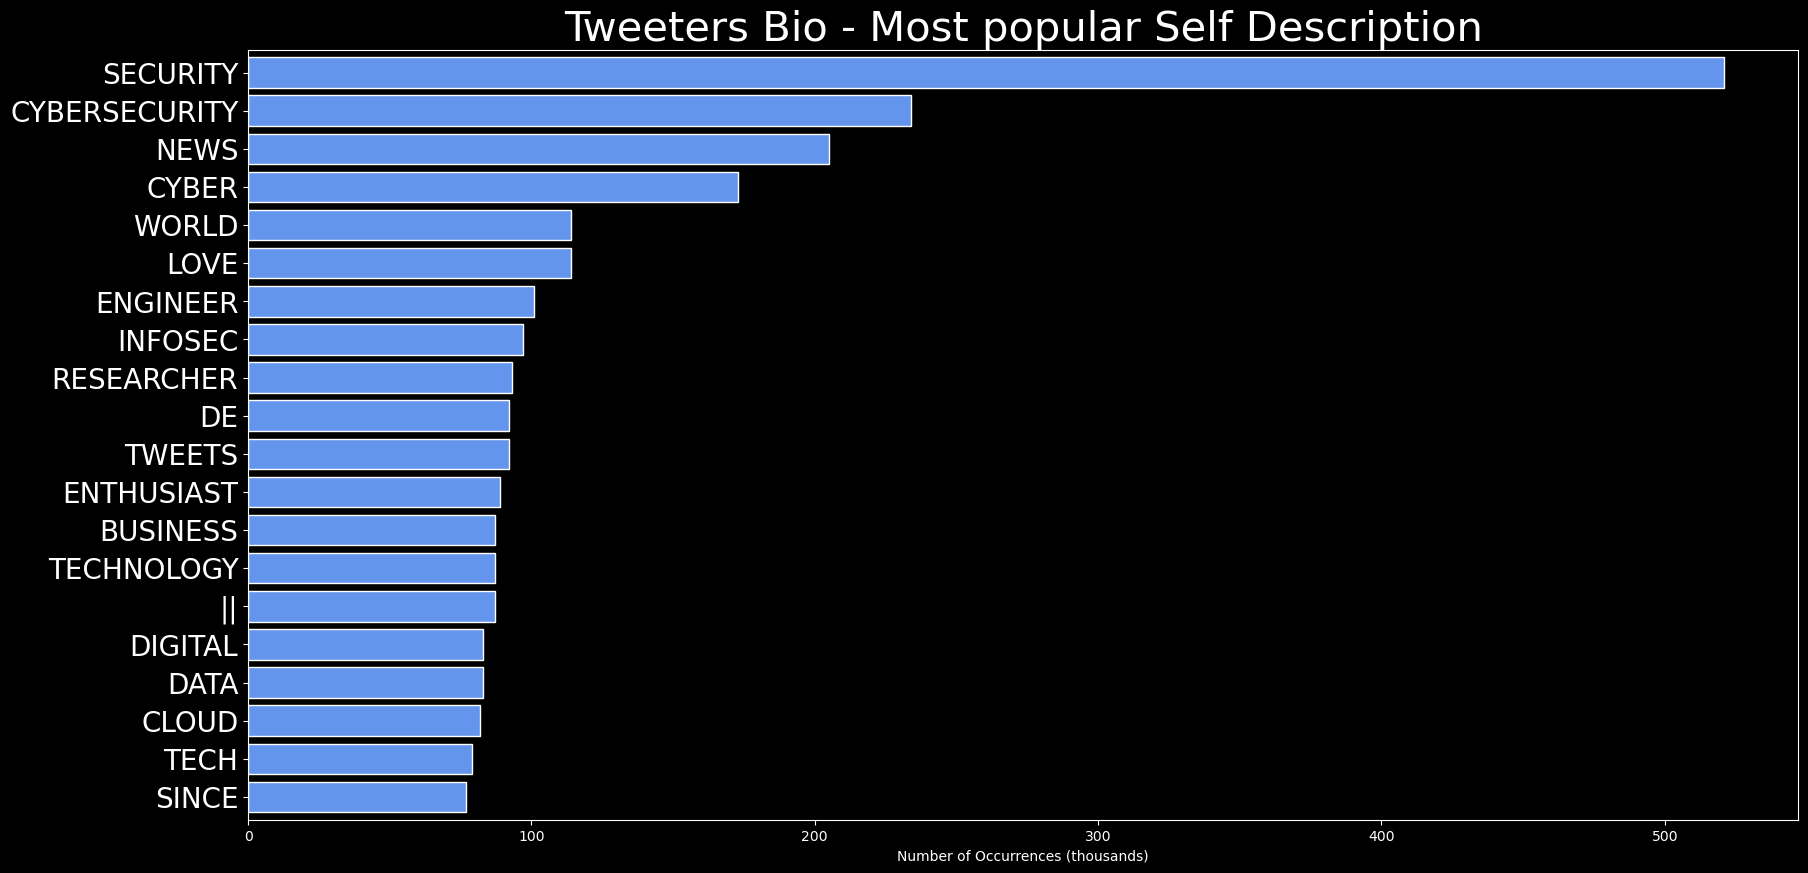 Tweeters Bio - Most popular Self Description
SECURITY
CYBERSECURITY
NEWS
CYBER
WORLD
LOVE
ENGINEER
INFOSEC
RESEARCHER
DE
TWEETS
ENTHUSIAST
BUSINESS
TECHNOLOGY
||
DIGITAL
DATA
CLOUD
TECH
SINCE
0 100 200 300 400 500
Number of Occurrences (thousands)